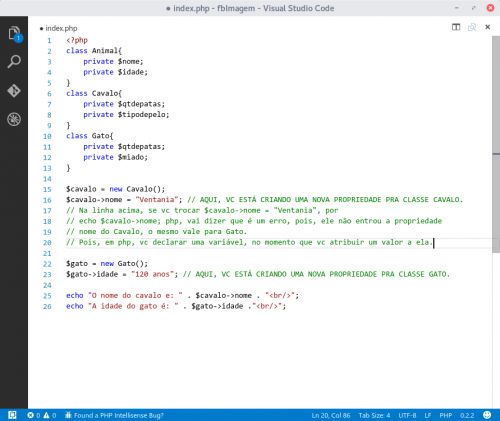 ● index.php - fbImagem - Visual Studio Code
1
● index.php
1 <?php
2 class Animal{
3 private $nome;
4 private $idade;
5 }
6 class Cavalo{
7 private $qtdepatas;
8 private $tipodepelo;
9 }
10 class Gato{
11 private $qtdepatas;
12 private $miado;
13 }
14
15 $cavalo = new Cavalo();
16 $cavalo->nome = "Ventania"; // AQUI, VC ESTÁ CRIANDO UMA NOVA PROPRIEDADE PRA CLASSE CAVALO.
17 // Na linha acima, se vc trocar $cavalo->nome = "Ventania", por
18 // echo $cavalo->nome; php, vai dizer que é um erro, pois, ele não entrou a propriedade
19 // nome do Cavalo, o mesmo vale para Gato.
20 // Pois, em php, vc declarar uma variável, no momento que vc atribuir um valor a ela.
21
22 $gato = new Gato();
23 $gato->idade = "120 anos"; // AQUI, VC ESTÁ CRIANDO UMA NOVA PROPRIEDADE PRA CLASSE GATO.
24
25 echo "O nome do cavalo e: " . $cavalo->nome . "<br/>";
26 echo "A idade do gato é: " . $gato->idade ."<br/>";
0 0 Found a PHP Intellisense Bug? Ln 20, Col 86 Tab Size: 4 UTF-8 LF PHP 0.2.2